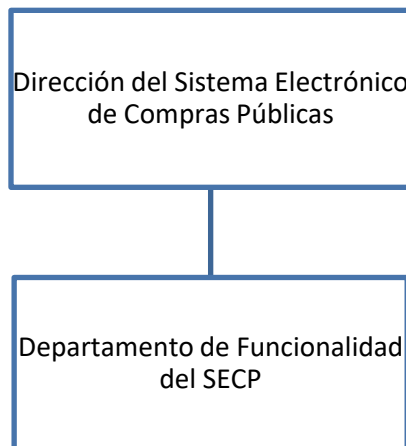 Dirección del Sistema Electrónico
de Compras Públicas
Departamento de Funcionalidad
del SECP